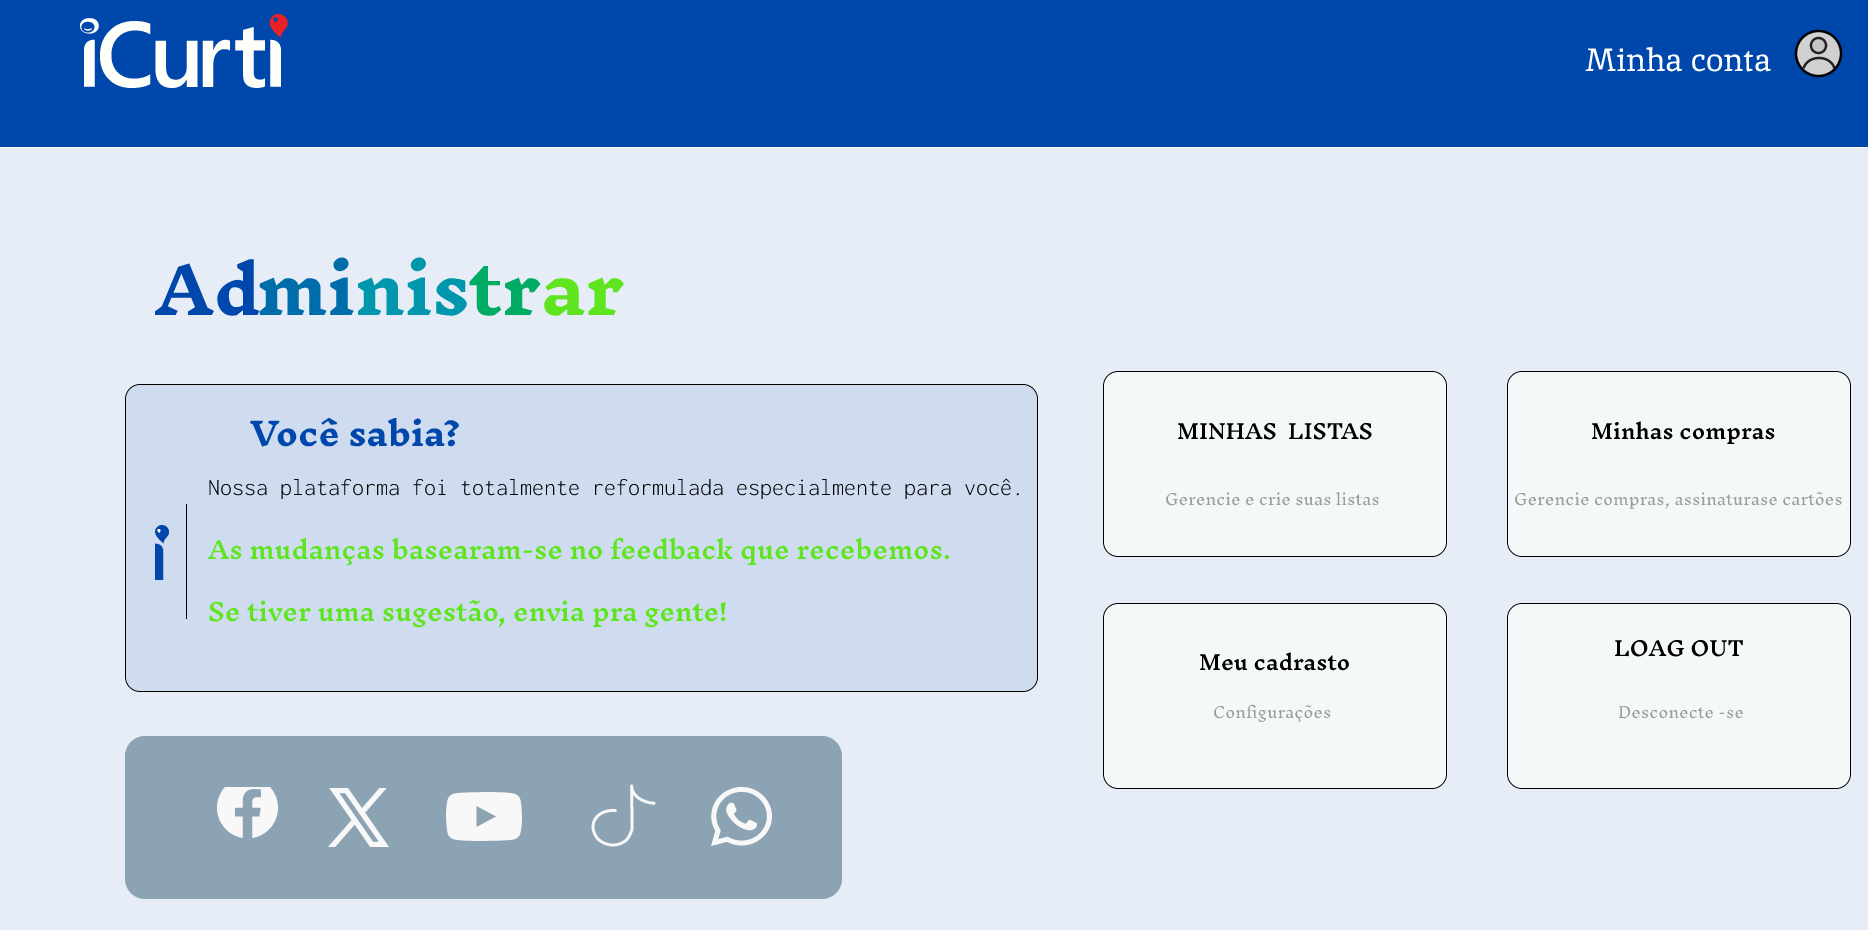 iCurti
Minha conta
Administrar
Você sabia?
Nossa plataforma foi totalmente reformulada especialmente para você.
As mudanças basearam-se no feedback que recebemos.
Se tiver uma sugestão, envia pra gente!
MINHAS LISTAS
Gerencie e crie suas listas
Minhas compras
Gerencie compras, assinaturase cartões
Meu cadrasto
Configurações
LOAG OUT
Desconecte -se